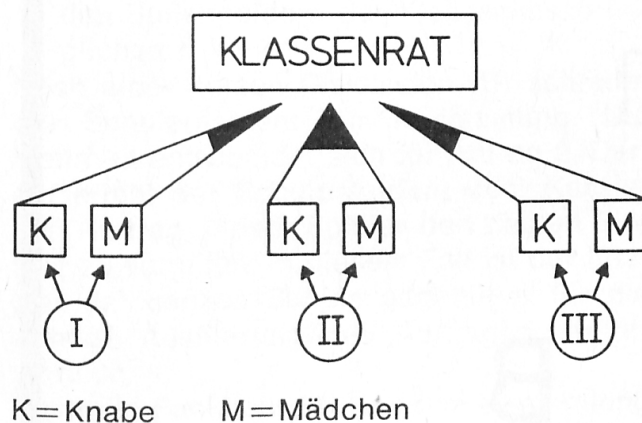 KLASSENRAT
K M K M K M
I II III
K=Knabe M=Mädchen